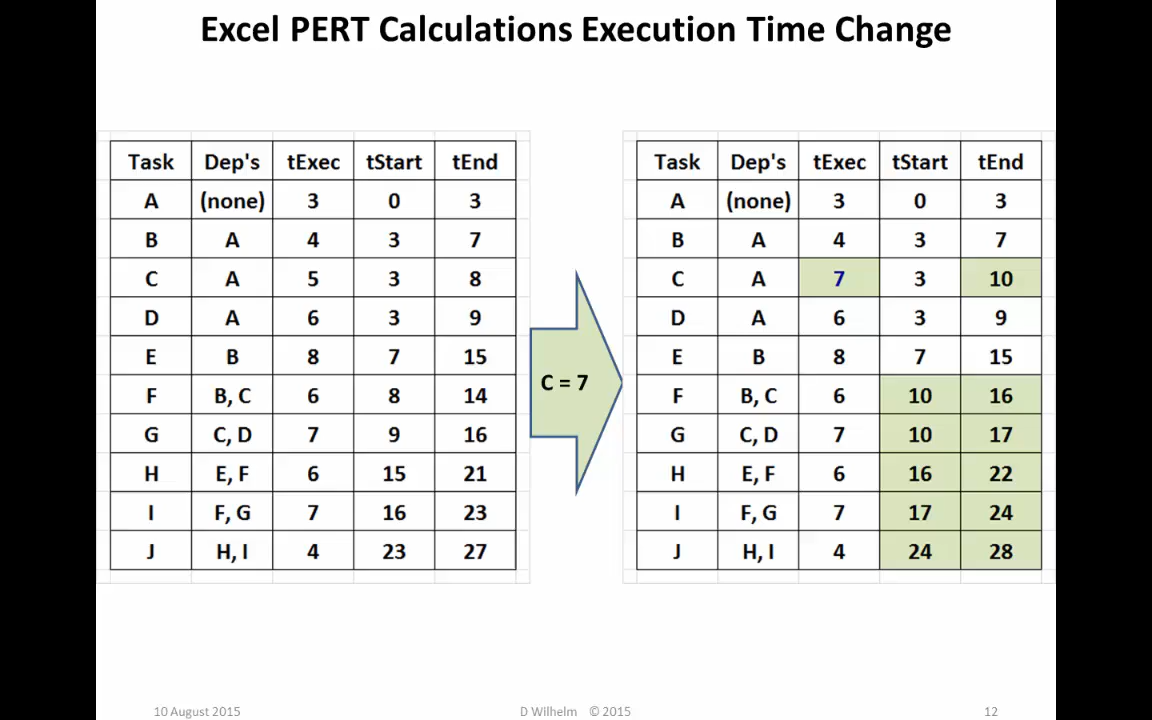 Excel PERT Calculations Execution Time Change
Task Dep's tExec tStart tEnd
A (none) 3 0 3
B A 4 3 7
C A 5 3 8
D A 6 3 9
E B 8 7 15
F B, C 6 8 14
G C, D 7 9 16
H E, F 6 15 21
I F, G 7 16 23
J H, I 4 23 27
C = 7
Task Dep's tExec tStart tEnd
A (none) 3 0 3
B A 4 3 7
C A 7 3 10
D A 6 3 9
E B 8 7 15
F B, C 6 10 16
G C, D 7 10 17
H E, F 6 16 22
I F, G 7 17 24
J H, I 4 24 28
10 August 2015 D Wilhelm © 2015 12